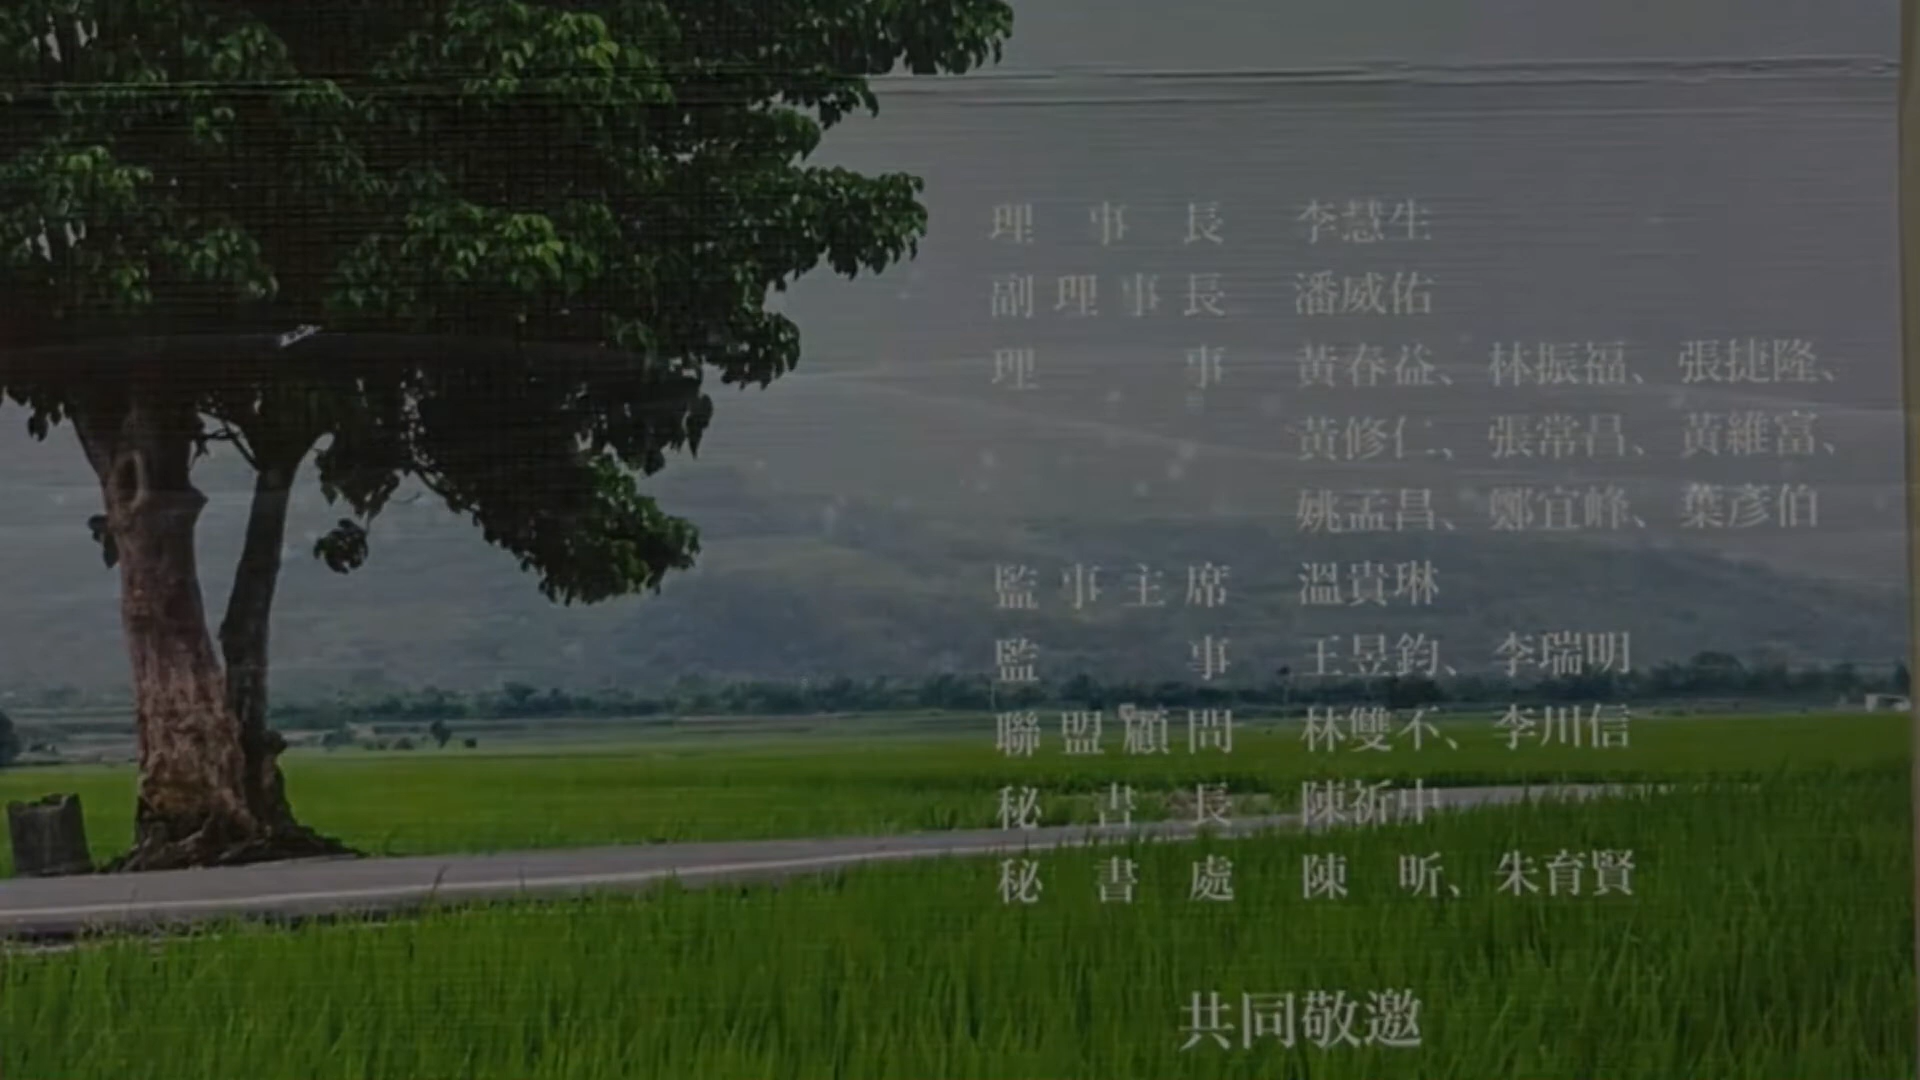 理事長 李慧生
副理事長 潘威佑
理事 黃春益、林振福、張捷隆、
黃修仁、張常昌、黃維富、
姚孟昌、鄭宜峰、葉彥伯
監事主席 溫貴琳
監事 王昱鈞、李瑞明
聯盟顧問 林雙不、李川信
秘書長 陳祈中
秘書處 陳昕、朱育賢
共同敬邀